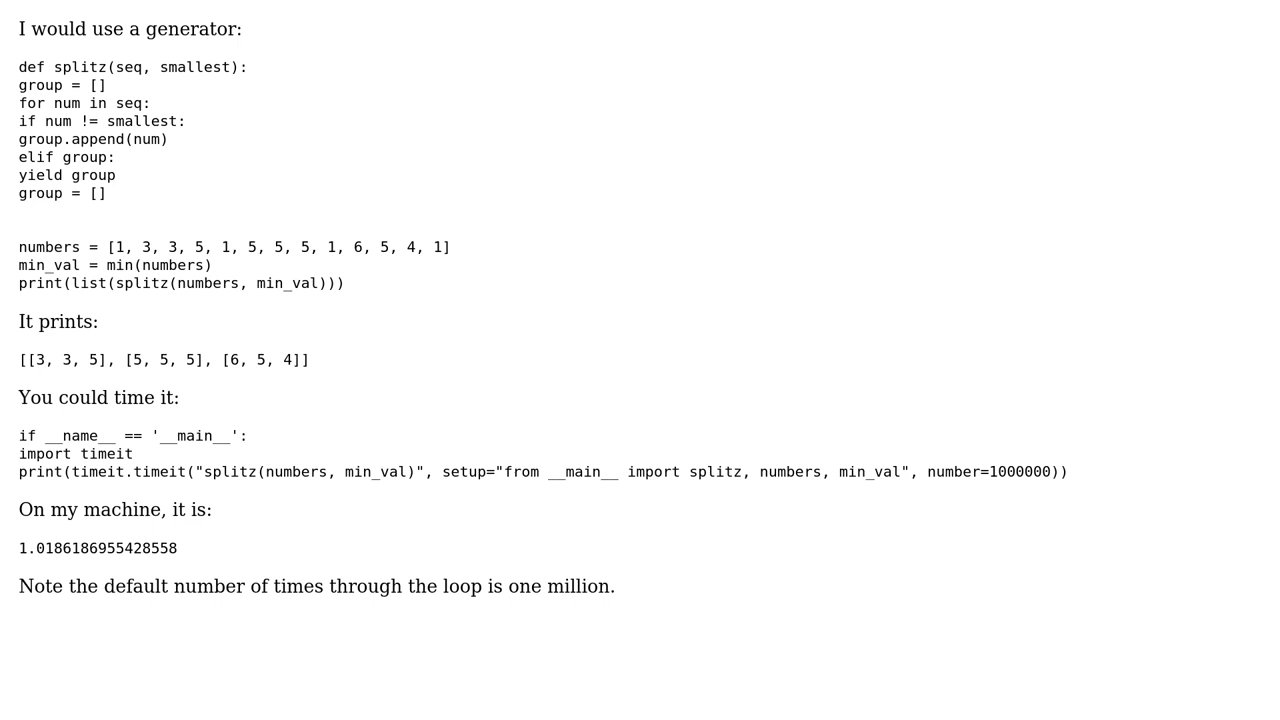 I would use a generator:
def splitz(seq, smallest):
group = []
for num in seq:
if num != smallest:
group.append(num)
elif group:
yield group
group = []
numbers = [1, 3, 3, 5, 1, 5, 5, 5, 1, 6, 5, 4, 1]
min_val = min(numbers)
print(list(splitz(numbers, min_val)))
It prints:
[[3, 3, 5], [5, 5, 5], [6, 5, 4]]
You could time it:
if __name__ == '__main__':
import timeit
print(timeit.timeit("splitz(numbers, min_val)", setup="from __main__ import splitz, numbers, min_val", number=1000000))
On my machine, it is:
1.0186186955428558
Note the default number of times through the loop is one million.